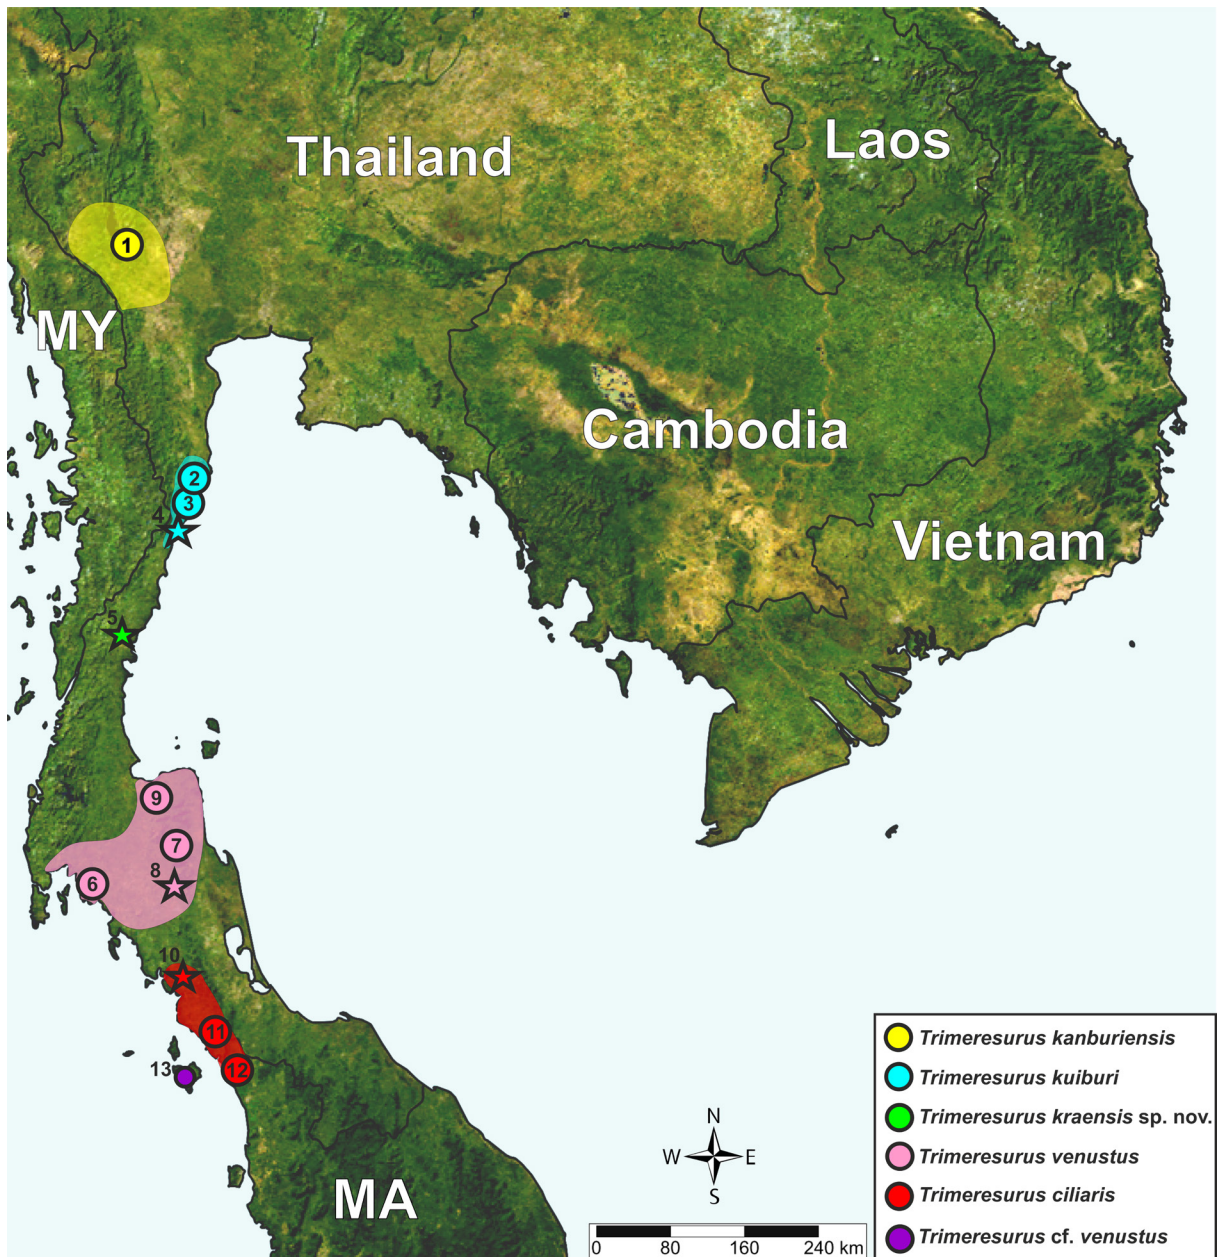 Thailand
Laos
1
MY
Cambodia
2
3
4
Vietnam
5
9
7
8
6
10
11
12
13
MA
N
W E
S
0 80 160 240 km
Trimeresurus kanburiensis
Trimeresurus kuiburi
Trimeresurus kraensis sp. nov.
Trimeresurus venustus
Trimeresurus ciliaris
Trimeresurus cf. venustus